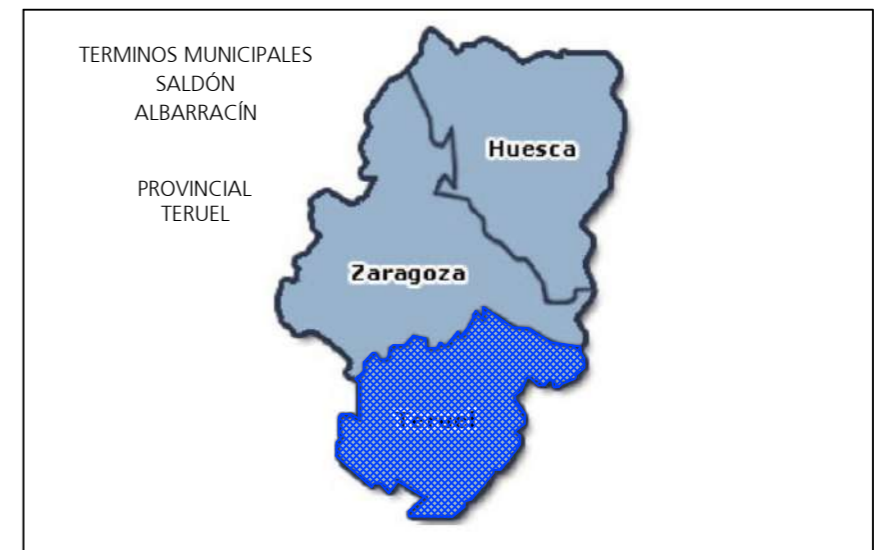 TERMINOS MUNICIPALES
SALDÓN
ALBARRACÍN
PROVINCIAL
TERUEL
Huesca
Zaragoza
Teruel